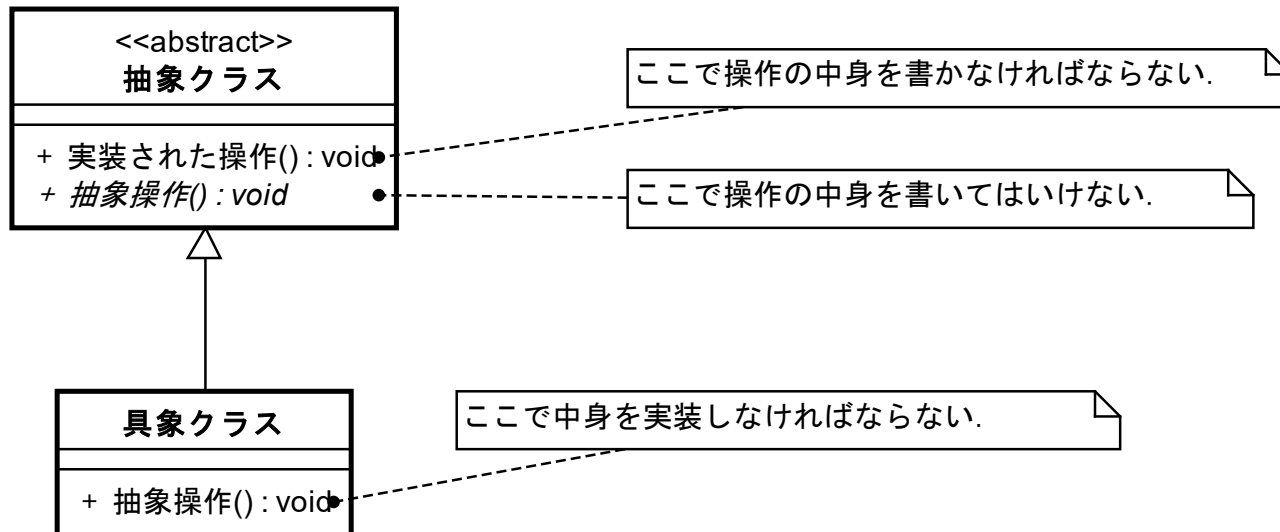 <<abstract>>
抽象クラス
+ 実装された操作() : void
+ 抽象操作() : void
ここで操作の中身を書かなければならない.
ここで操作の中身を書いてはいけない.
具象クラス
+ 抽象操作() : void
ここで中身を実装しなければならない.